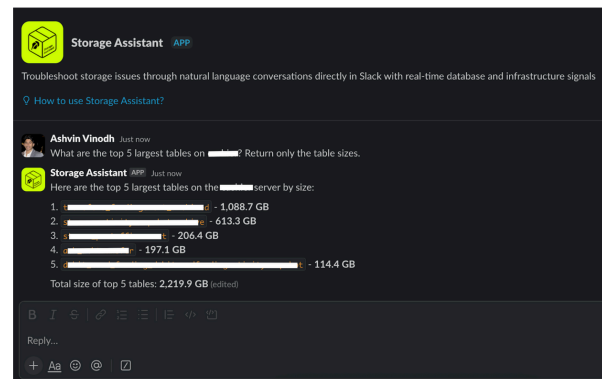 Storage Assistant APP
Troubleshoot storage issues through natural language conversations directly in Slack with real-time database and infrastructure signals
How to use Storage Assistant?
Ashvin Vinodh Just now
What are the top 5 largest tables on ? Return only the table sizes.
Storage Assistant APP Just now
Here are the top 5 largest tables on the server by size:
1. - 1,088.7 GB
2. - 613.3 GB
3. - 206.4 GB
4. - 197.1 GB
5. - 114.4 GB
Total size of top 5 tables: 2,219.9 GB (edited)
B I S
Reply...
+ Aa @